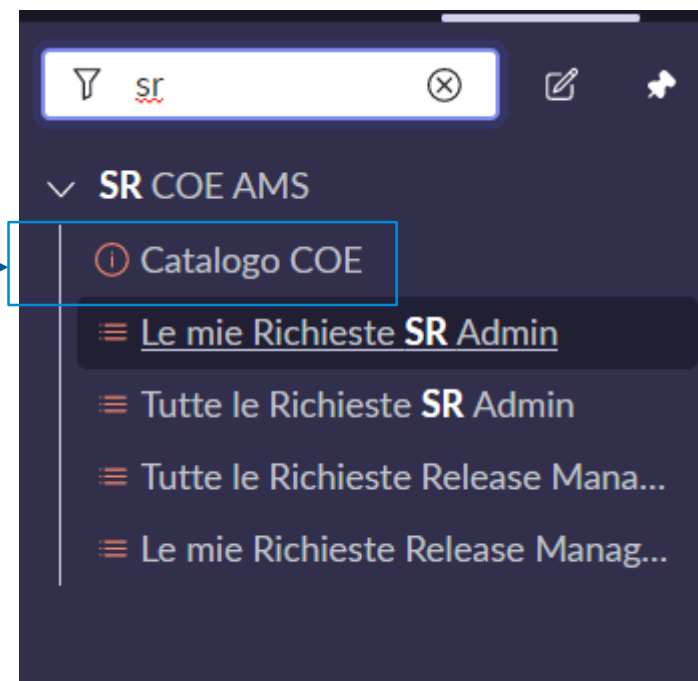 sr
SR COE AMS
Catalogo COE
Le mie Richieste SR Admin
Tutte le Richieste SR Admin
Tutte le Richieste Release Mana...
Le mie Richieste Release Manag...